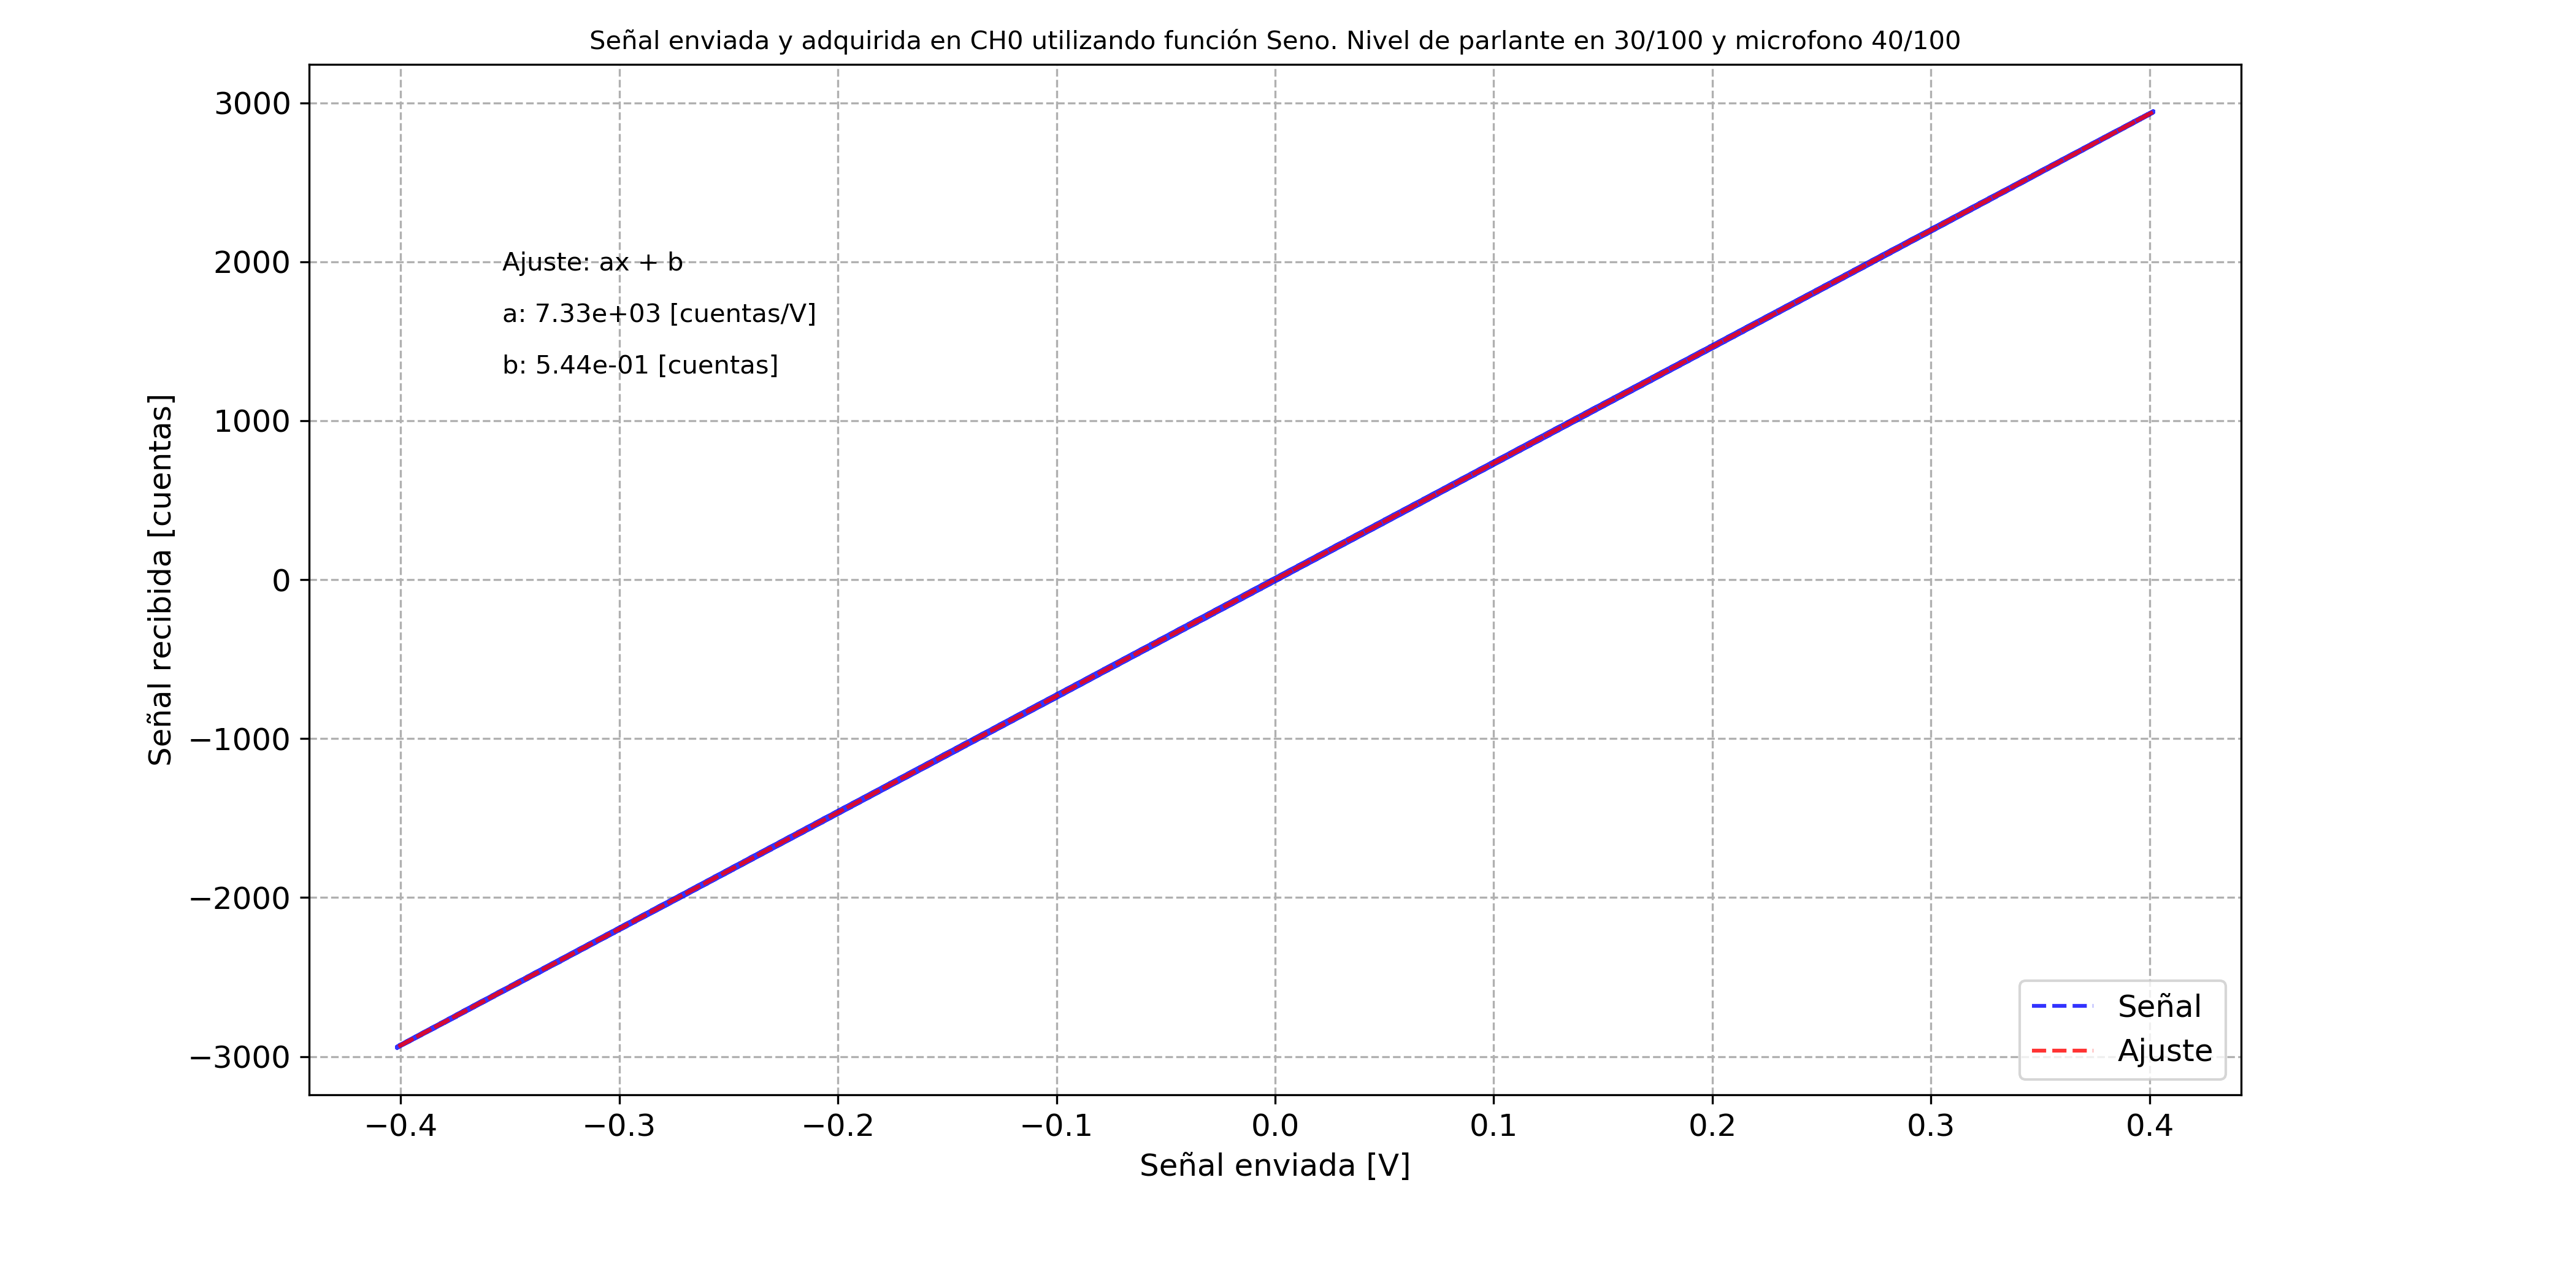 Señal enviada y adquirida en CH0 utilizando función Seno. Nivel de parlante en 30/100 y microfono 40/100
3000
2000
1000
0
−1000
−2000
−3000
Señal recibida [cuentas]
Ajuste: ax + b
a: 7.33e+03 [cuentas/V]
b: 5.44e-01 [cuentas]
Señal
Ajuste
−0.4 −0.3 −0.2 −0.1 0.0 0.1 0.2 0.3 0.4
Señal enviada [V]